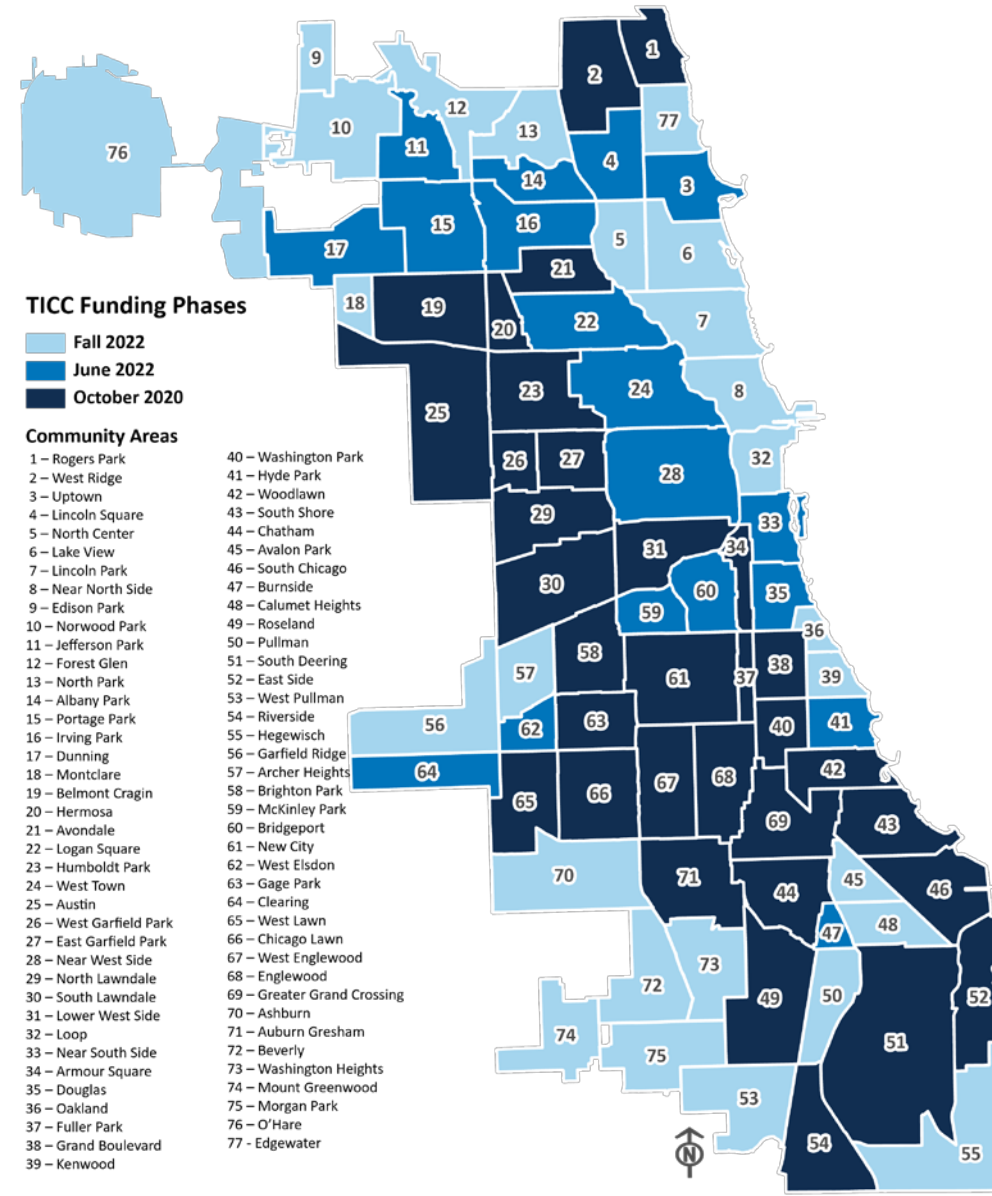 9
1
2
12
77
10
13
76
11
4
14
3
15
16
5
17
6
21
TICC Funding Phases
18
19
20
22
7
Fall 2022
June 2022
October 2020
23
24
8
25
Community Areas
1 – Rogers Park
2 – West Ridge
3 – Uptown
4 – Lincoln Square
5 – North Center
6 – Lake View
7 – Lincoln Park
8 – Near North Side
9 – Edison Park
10 – Norwood Park
11 – Jefferson Park
12 – Forest Glen
13 – North Park
14 – Albany Park
15 – Portage Park
16 – Irving Park
17 – Dunning
18 – Montclare
19 – Belmont Cragin
20 – Hermosa
21 – Avondale
22 – Logan Square
23 – Humboldt Park
24 – West Town
25 – Austin
26 – West Garfield Park
27 – East Garfield Park
28 – Near West Side
29 – North Lawndale
30 – South Lawndale
31 – Lower West Side
32 – Loop
33 – Near South Side
34 – Armour Square
35 – Douglas
36 – Oakland
37 – Fuller Park
38 – Grand Boulevard
39 – Kenwood
40 – Washington Park
41 – Hyde Park
42 – Woodlawn
43 – South Shore
44 – Chatham
45 – Avalon Park
46 – South Chicago
47 – Burnside
48 – Calumet Heights
49 – Roseland
50 – Pullman
51 – South Deering
52 – East Side
53 – West Pullman
54 – Riverside
55 – Hegewisch
56 – Garfield Ridge
57 – Archer Heights
58 – Brighton Park
59 – McKinley Park
60 – Bridgeport
61 – New City
62 – West Elsdon
63 – Gage Park
64 – Clearing
65 – West Lawn
66 – Chicago Lawn
67 – West Englewood
68 – Englewood
69 – Greater Grand Crossing
70 – Ashburn
71 – Auburn Gresham
72 – Beverly
73 – Washington Heights
74 – Mount Greenwood
75 – Morgan Park
76 – O'Hare
77 - Edgewater
26
27
32
28
29
33
31
34
30
60
35
59
36
58
38
57
61
37
39
56
62
63
40
41
64
42
65
66
67
68
69
43
70
71
44
45
46
47
48
73
72
49
50
52
74
51
75
53
54
55
N